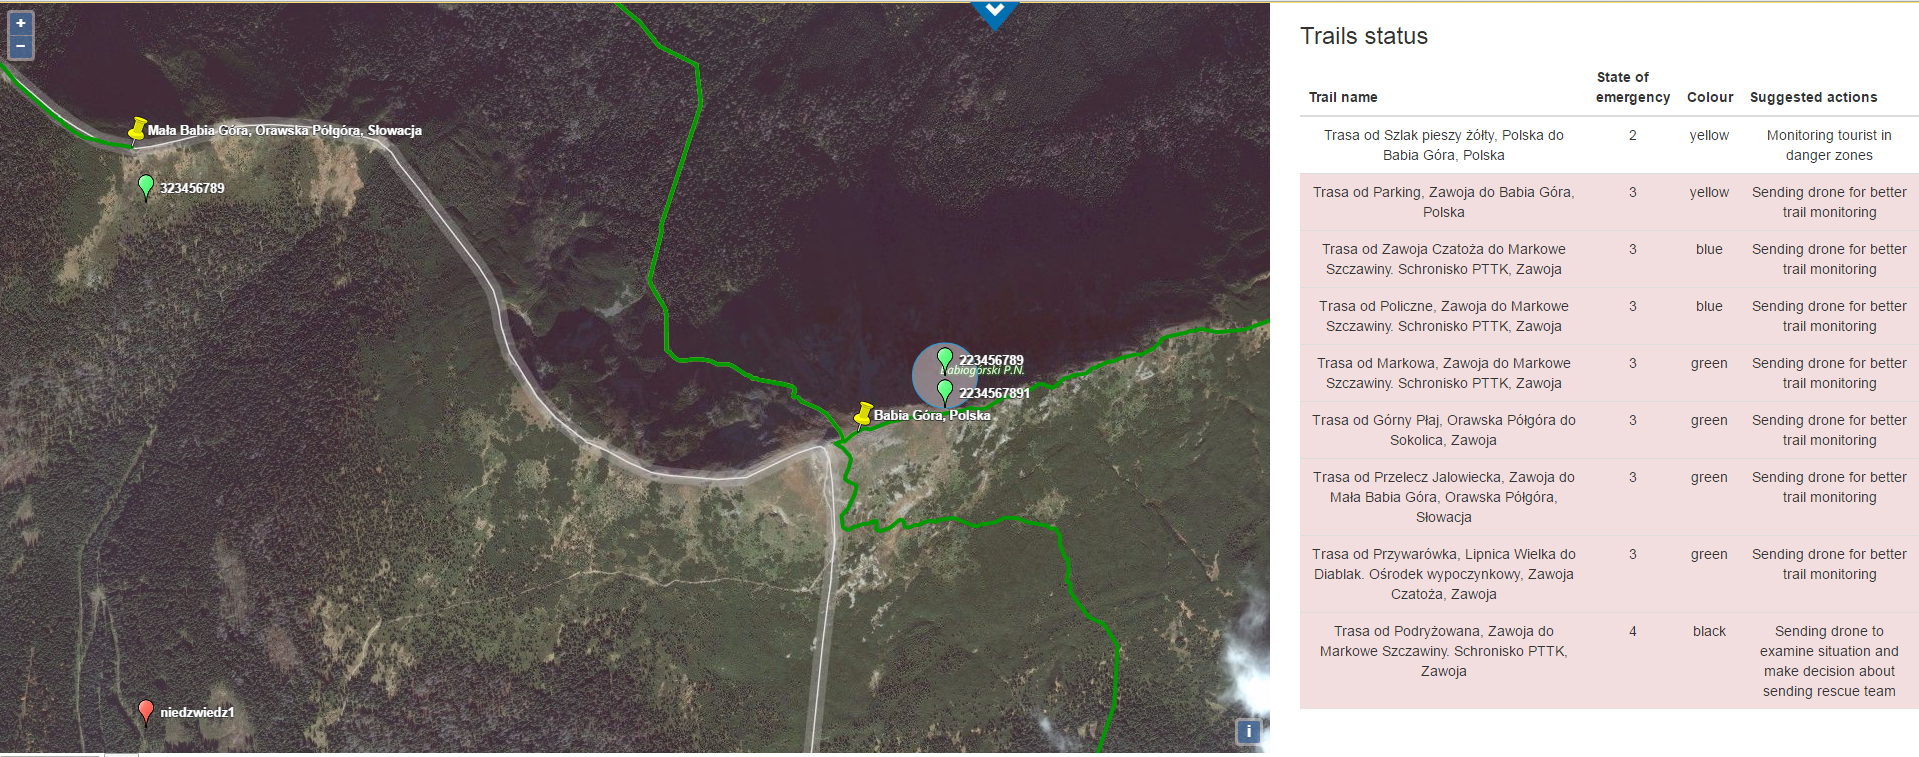 +
−
Mała Babia Góra, Orawska Półgóra, Słowacja
323456789
223456789
Babiogórski P.N.
2234567891
Babia Góra, Polska
niedzwiedz1
i
Trails status
Trail name
State of
emergency
Colour
Suggested actions
Trasa od Szlak pieszy żółty, Polska do
Babia Góra, Polska
2
yellow
Monitoring tourist in
danger zones
Trasa od Parking, Zawoja do Babia Góra,
Polska
3
yellow
Sending drone for better
trail monitoring
Trasa od Zawoja Czatoża do Markowe
Szczawiny. Schronisko PTTK, Zawoja
3
blue
Sending drone for better
trail monitoring
Trasa od Policzne, Zawoja do Markowe
Szczawiny. Schronisko PTTK, Zawoja
3
blue
Sending drone for better
trail monitoring
Trasa od Markowa, Zawoja do Markowe
Szczawiny. Schronisko PTTK, Zawoja
3
green
Sending drone for better
trail monitoring
Trasa od Górny Płaj, Orawska Półgóra do
Sokolica, Zawoja
3
green
Sending drone for better
trail monitoring
Trasa od Przelecz Jalowiecka, Zawoja do
Mała Babia Góra, Orawska Półgóra,
Słowacja
3
green
Sending drone for better
trail monitoring
Trasa od Przywarówka, Lipnica Wielka do
Diablak. Ośrodek wypoczynkowy, Zawoja
Czatoża, Zawoja
3
green
Sending drone for better
trail monitoring
Trasa od Podryżowana, Zawoja do
Markowe Szczawiny. Schronisko PTTK,
Zawoja
4
black
Sending drone to
examine situation and
make decision about
sending rescue team